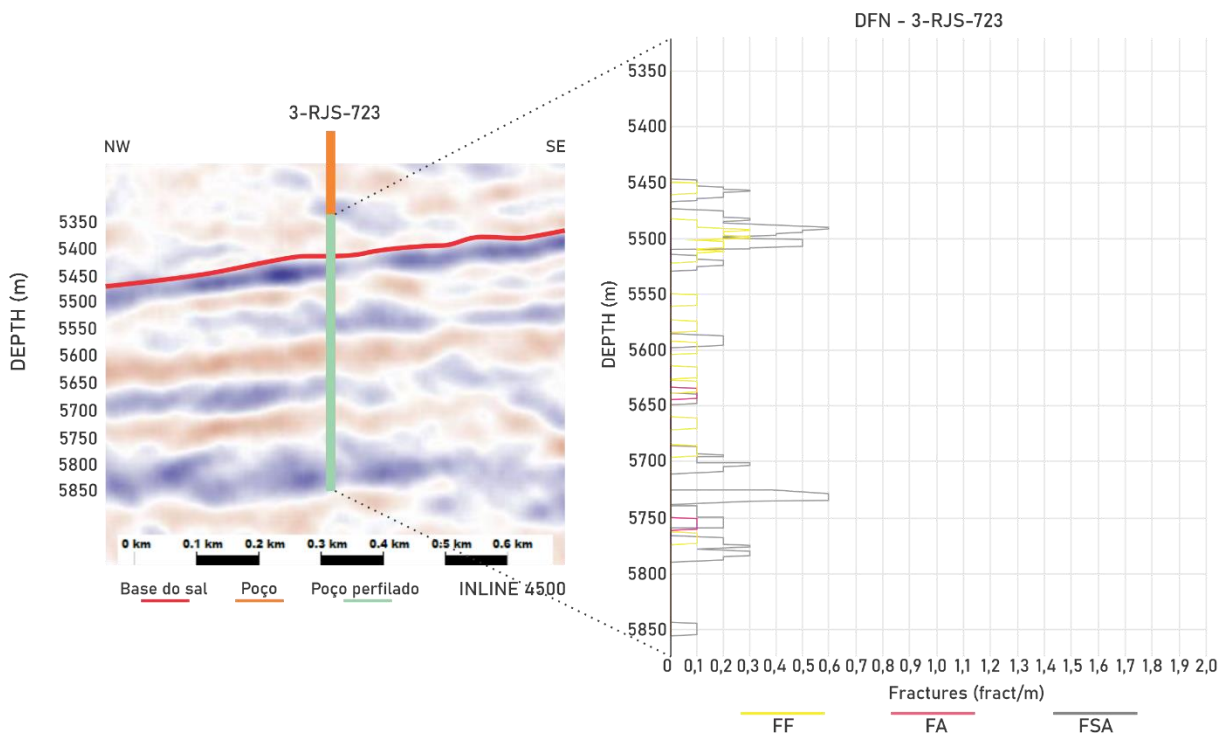 3-RJS-723
NW
SE
DEPTH (m)
5350
5400
5450
5500
5550
5600
5650
5700
5750
5800
5850
0 km 0.1 km 0.2 km 0.3 km 0.4 km 0:5 km 0.6 km
Base do sal Poço Poço perfilado INLINE 4500
DFN - 3-RJS-723
DEPTH (m)
5350
5400
5450
5500
5550
5600
5650
5700
5750
5800
5850
0 0,1 0,2 0,3 0,4 0,5 0,6 0,7 0,8 0,9 1,0 1,1 1,2 1,3 1,4 1,5 1,6 1,7 1,8 1,9 2,0
Fractures (fract/m)
FF FA FSA